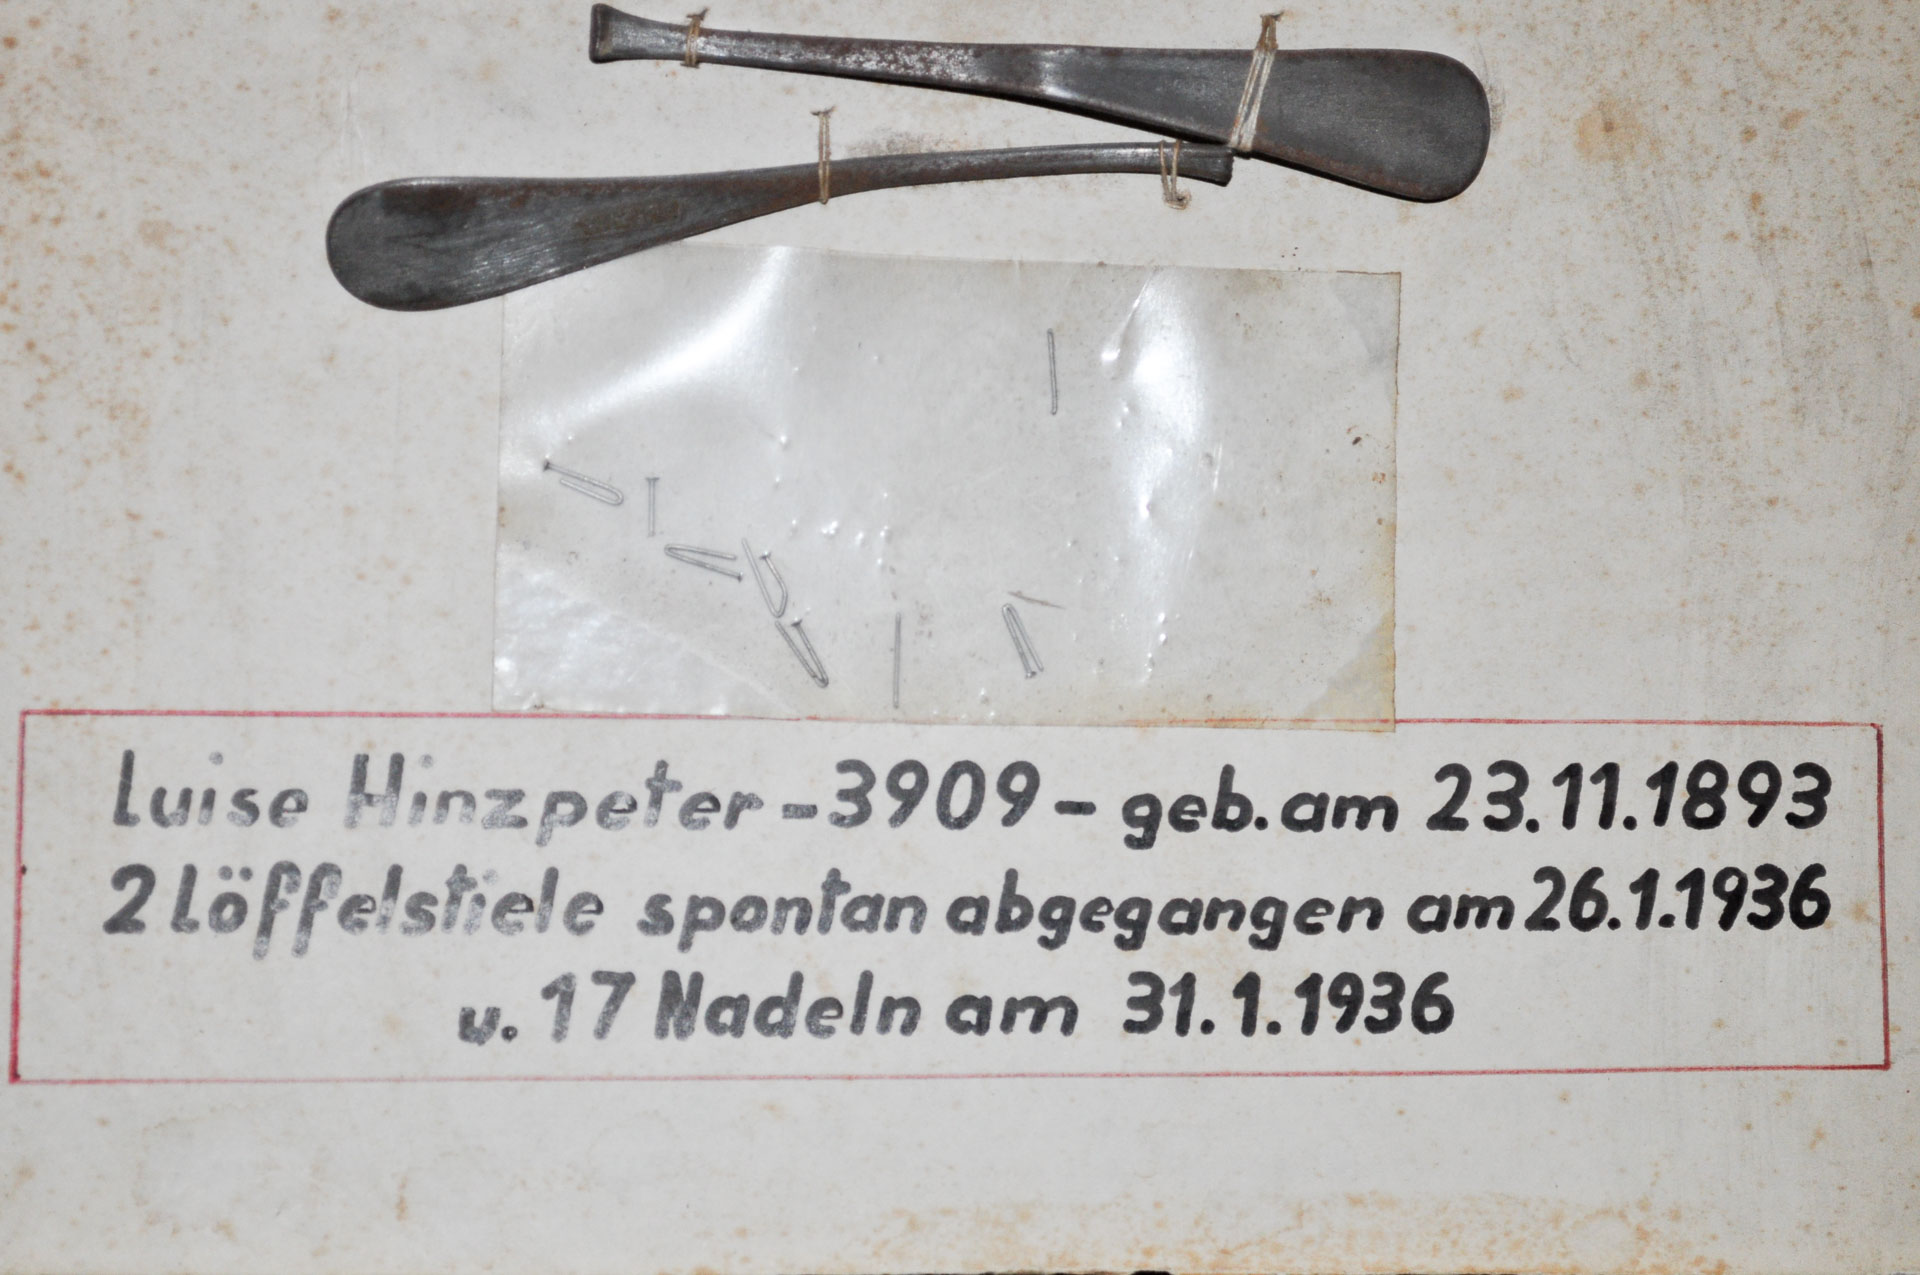 Luise Hinzpeter - 3909 - geb. am 23.11.1893
2 Löffelstiele spontan abgegangen am 26.1.1936
u. 17 Nadeln am 31.1.1936